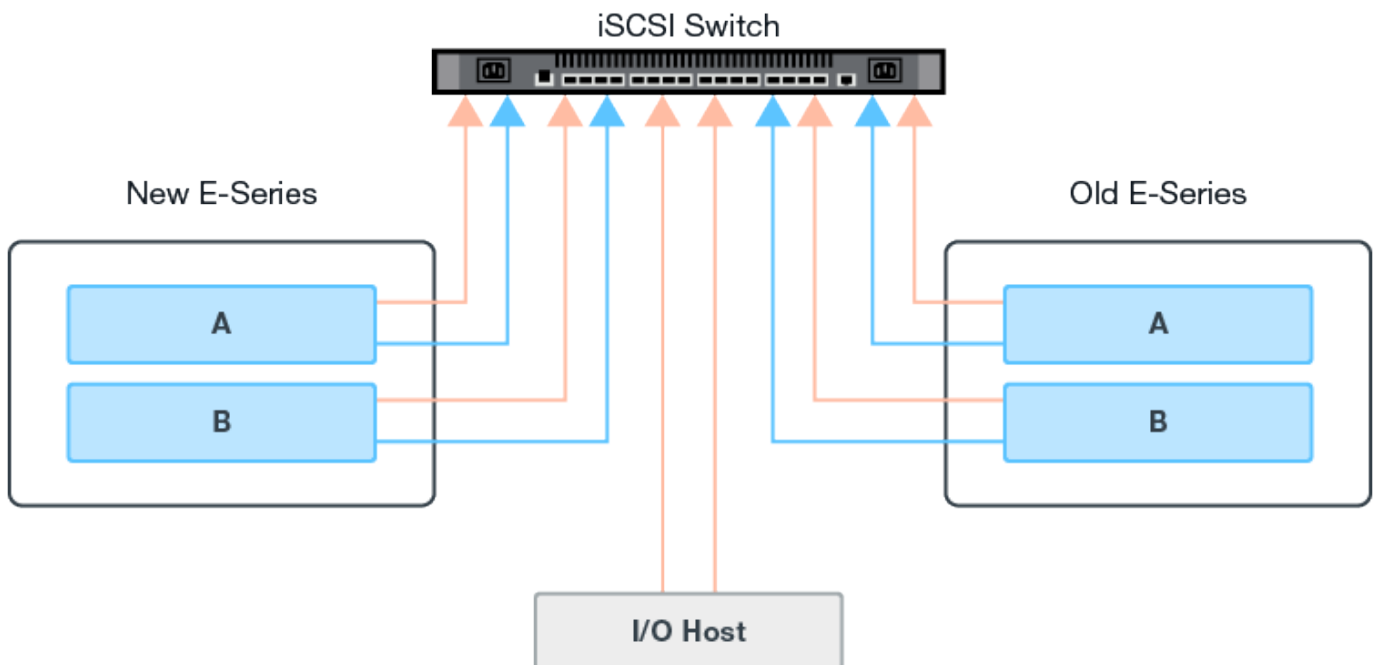 iSCSI Switch
New E-Series
Old E-Series
A
A
B
B
I/O Host